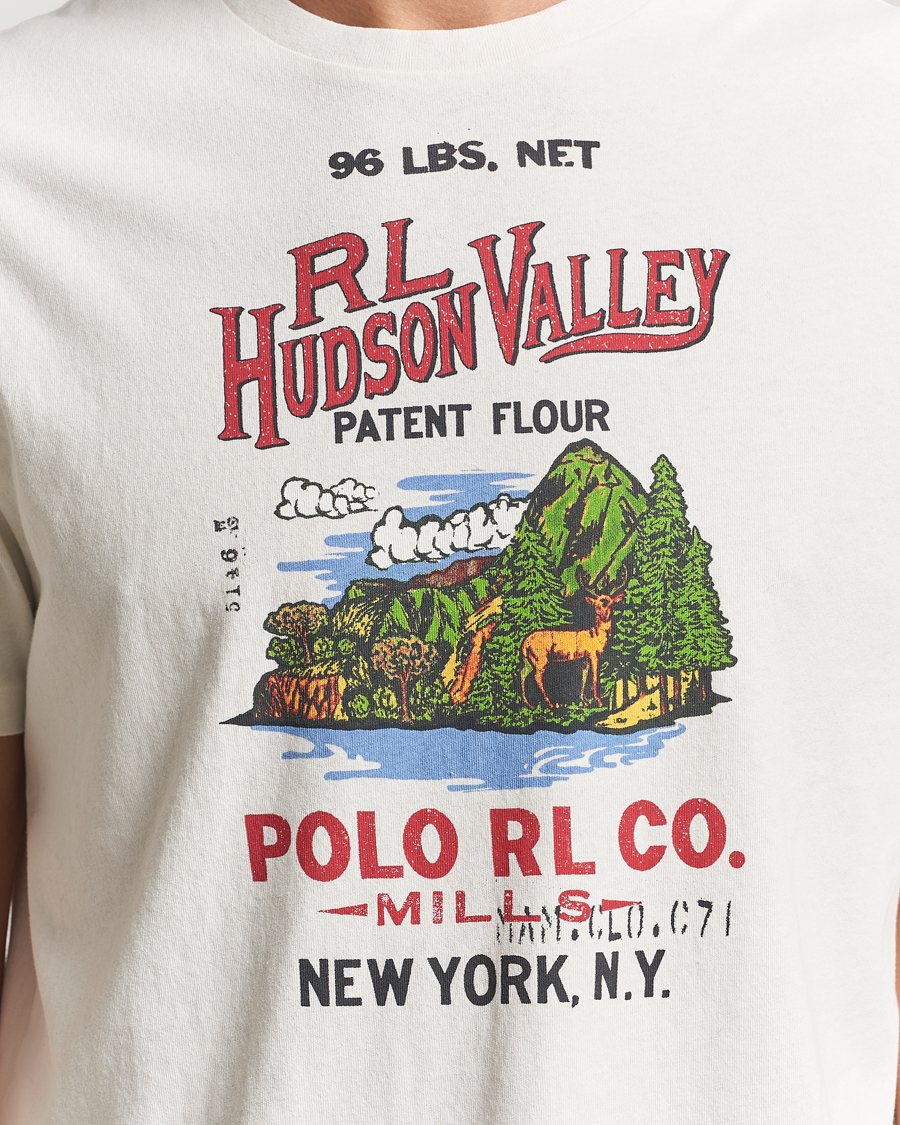 96 LBS. NET
RL
HUDSON VALLEY
PATENT FLOUR
POLO RL CO.
MILLS
NEW YORK, N.Y.